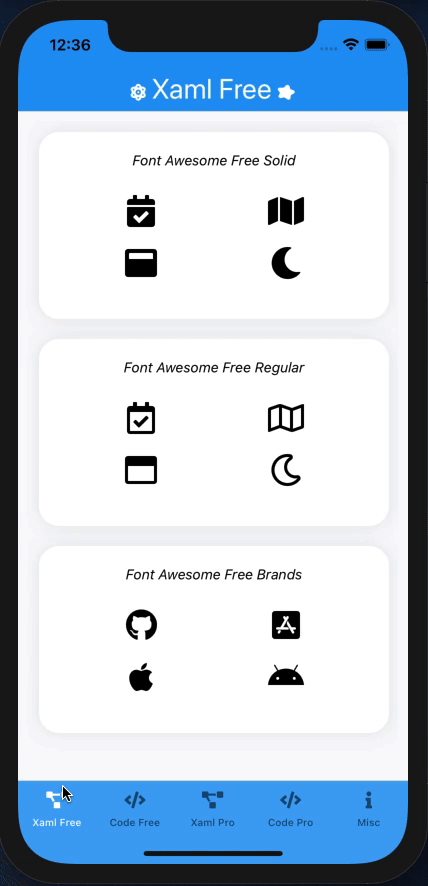 12:36
Xaml Free
Font Awesome Free Solid
Font Awesome Free Regular
Font Awesome Free Brands
Xaml Free Code Free Xaml Pro Code Pro Misc